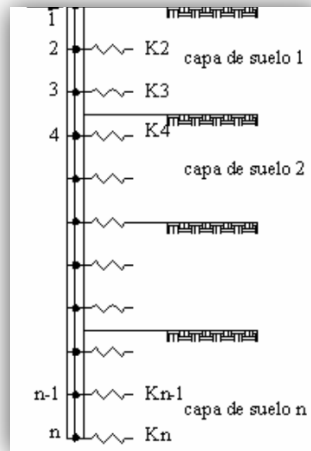 1
2 K2 capa de suelo 1
3 K3
4 K4
capa de suelo 2
n-1 Kn-1
capa de suelo n
n Kn